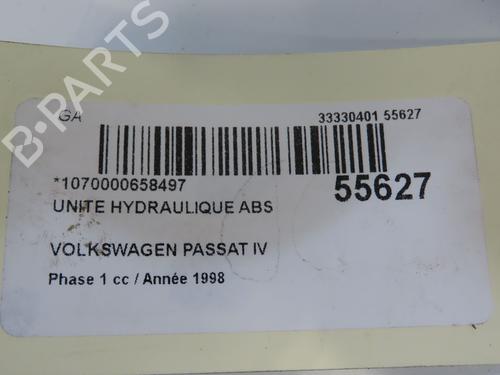 B-PARTS
GA
33330401 55627
*1070000658497
55627
UNITE HYDRAULIQUE ABS
VOLKSWAGEN PASSAT IV
Phase 1 cc / Année 1998